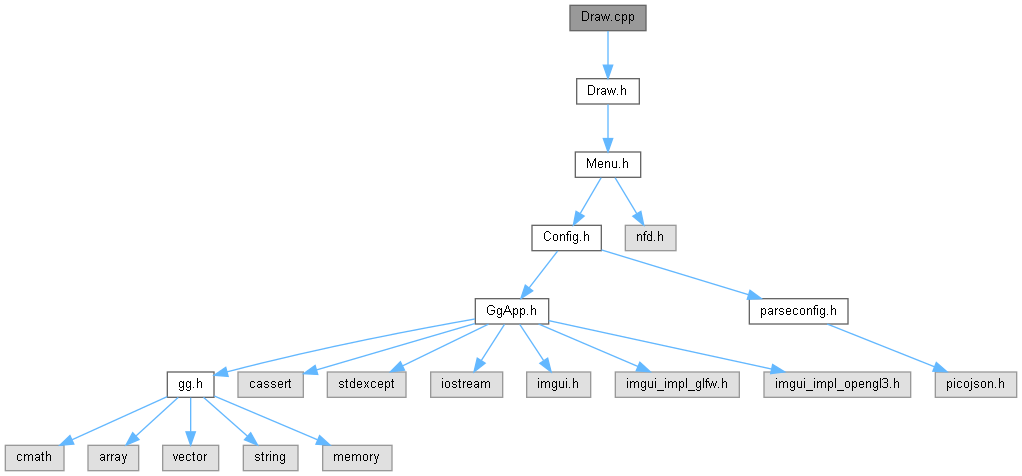 Draw.cpp
Draw.h
Menu.h
Config.h
nfd.h
GgApp.h
parseconfig.h
gg.h
cassert
stdexcept
iostream
imgui.h
imgui_impl_glfw.h
imgui_impl_opengl3.h
picojson.h
cmath
array
vector
string
memory